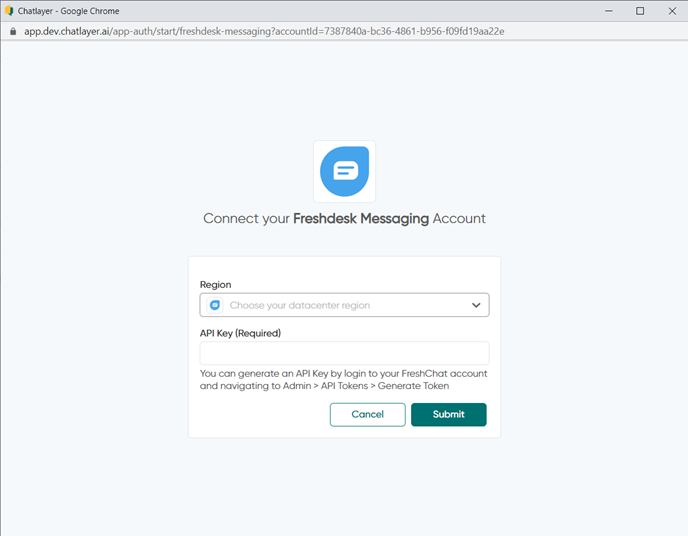 Chatlayer - Google Chrome
app.dev.chatlayer.ai/app-auth/start/freshdesk-messaging?accountId=7387840a-bc36-4861-b956-f09fd19aa22e
Connect your Freshdesk Messaging Account
Region
Choose your datacenter region
API Key (Required)
You can generate an API Key by login to your FreshChat account
and navigating to Admin > API Tokens > Generate Token
Cancel
Submit